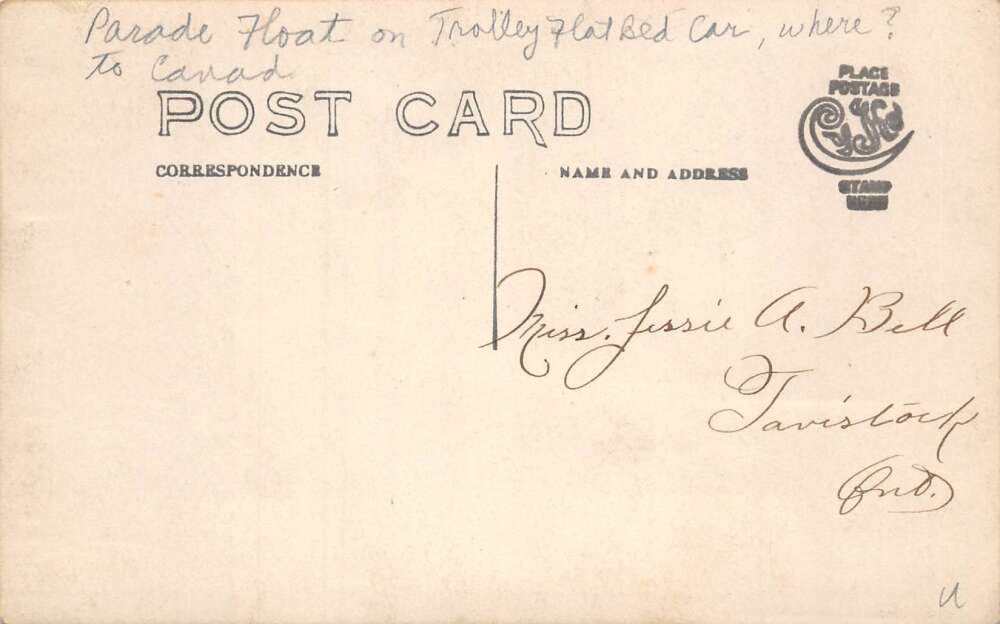 Parade Float on Trolley Flat Bed Car, where?
to Canad
POST CARD
PLACE
POSTAGE
STAMP
HERE
CORRESPONDENCE
NAME AND ADDRESS
Miss. Jessie A. Bell
Tavistock
Ont.
U